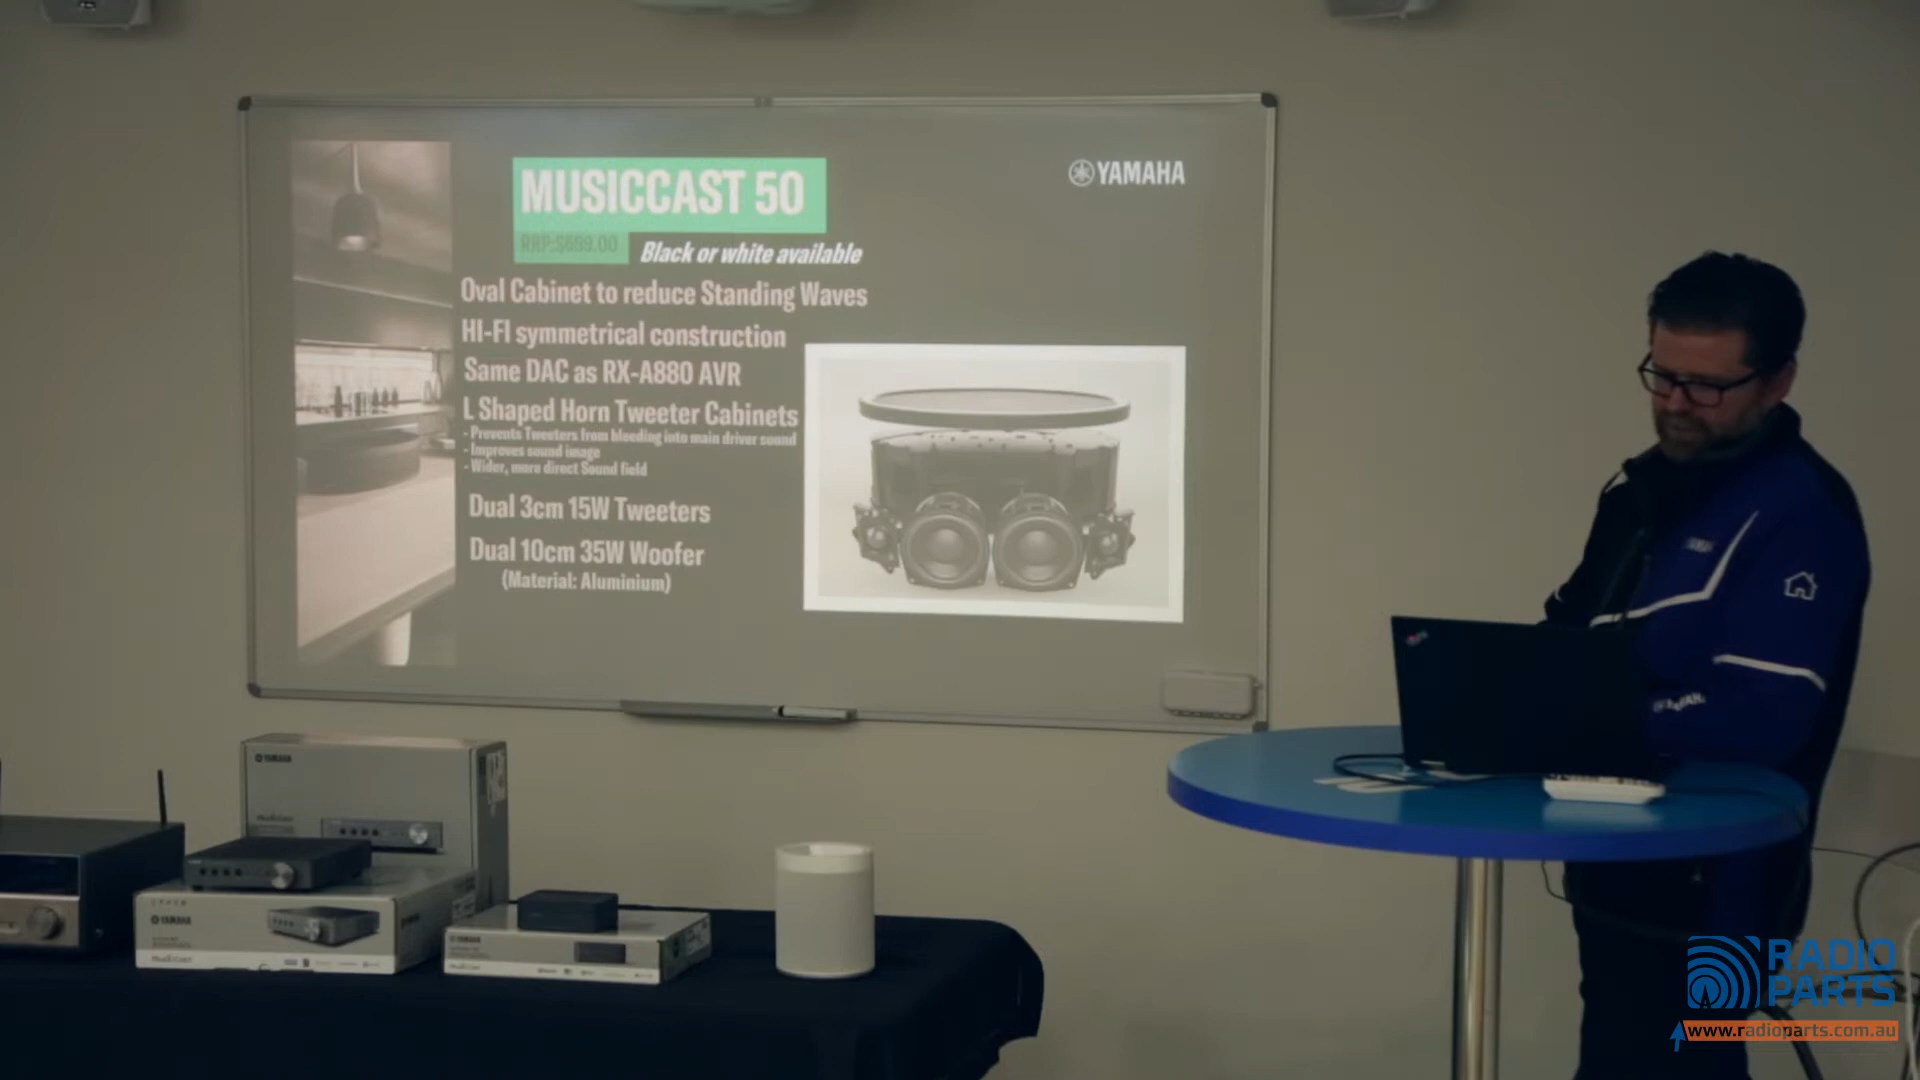 MUSICCAST 50
YAMAHA
RRP:$699.00
Black or white available
Oval Cabinet to reduce Standing Waves
HI-FI symmetrical construction
Same DAC as RX-A880 AVR
L Shaped Horn Tweeter Cabinets
- Prevents Tweeters from bleeding into main driver sound
- Improves sound image
- Wider, more direct Sound field
Dual 3cm 15W Tweeters
Dual 10cm 35W Woofer
(Material: Aluminium)
YAMAHA
MusicCast
YAMAHA
MusicCast
YAMAHA
MusicCast
RADIO
PARTS
www.radioparts.com.au